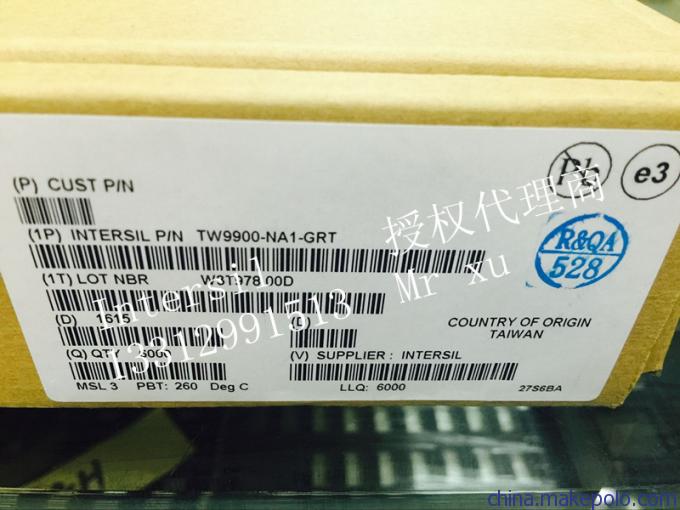 Pb
e3
(P) CUST P/N
(1P) INTERSIL P/N TW9900-NA1-GRT
授权代理商
R&QA
528
(1T) LOT NBR W3T978.00D
Intersil
Mr xu
13312991513
(D) 1615
COUNTRY OF ORIGIN
TAIWAN
(Q) QTY 6000
(V) SUPPLIER : INTERSIL
MSL 3 PBT: 260 Deg C
LLQ: 6000
27S6BA
china.makepolo.com